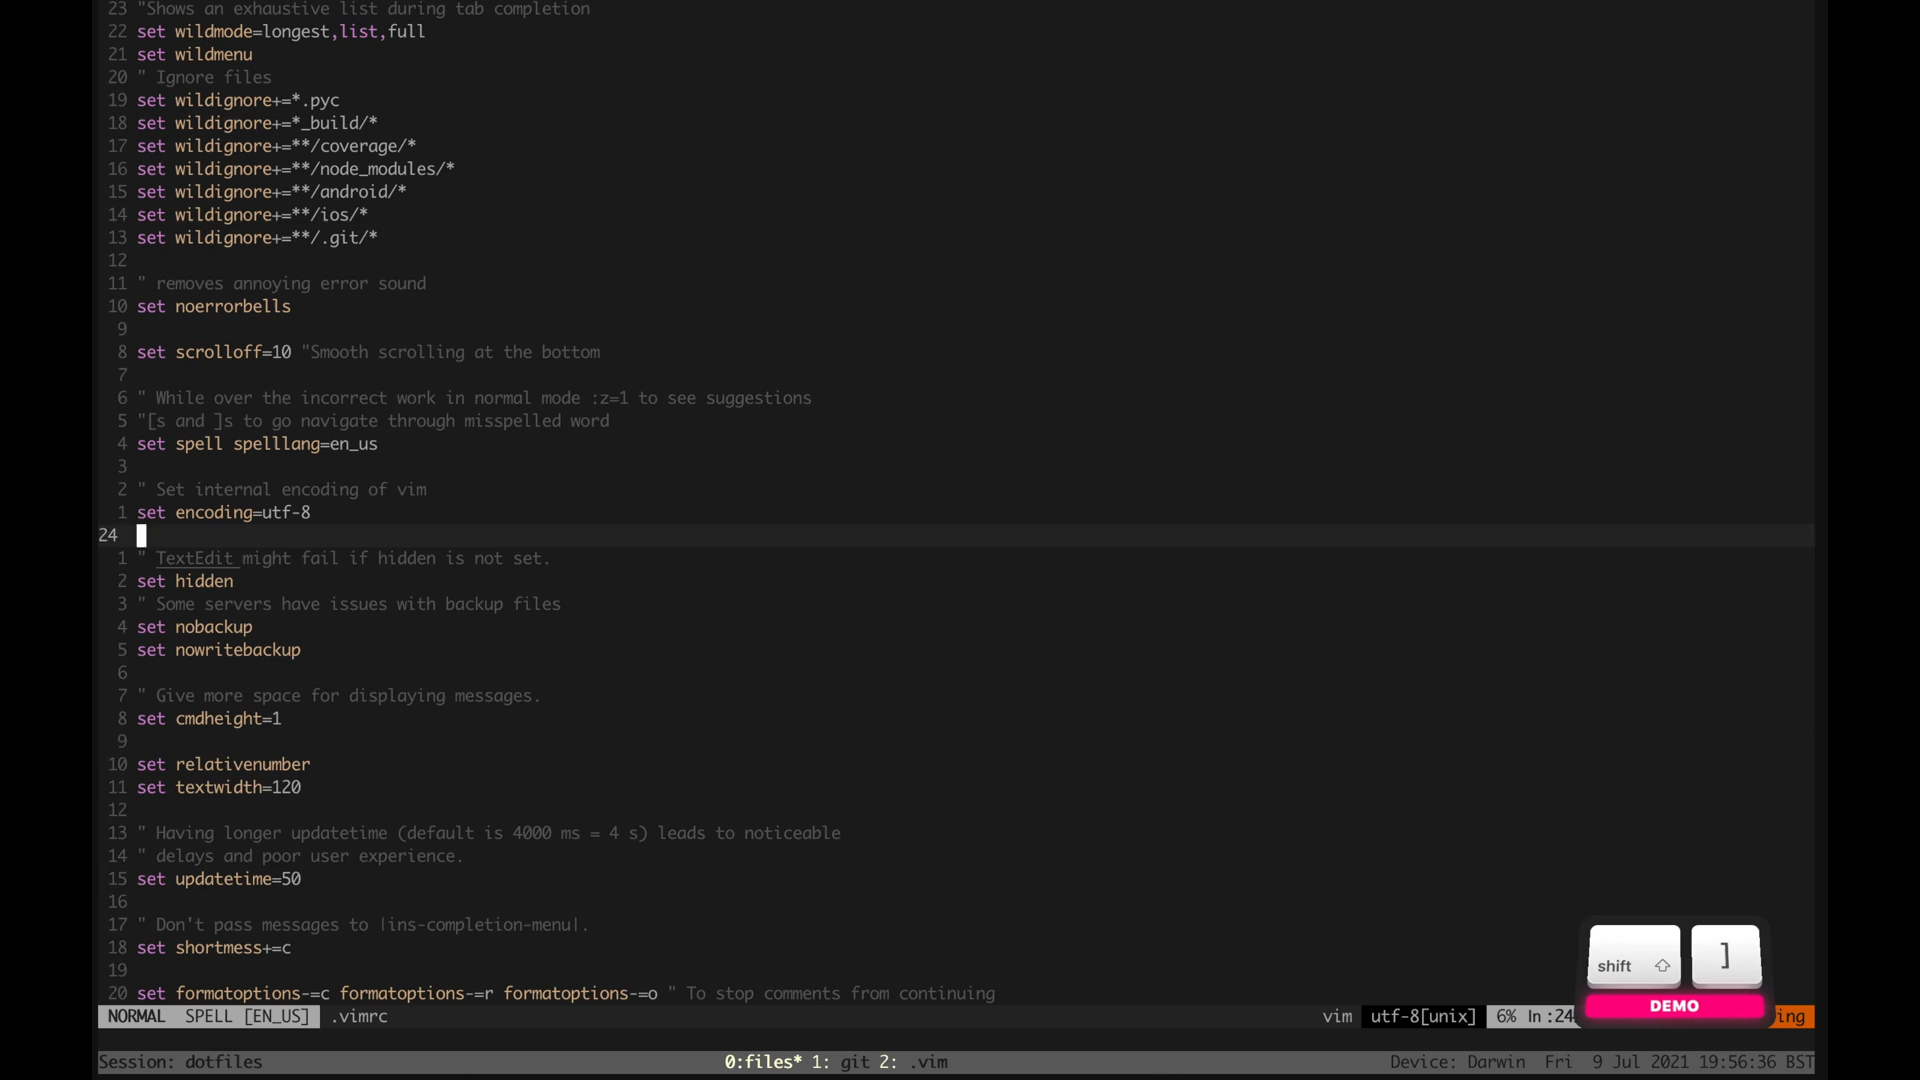 23 "Shows an exhaustive list during tab completion
22 set wildmode=longest,list,full
21 set wildmenu
20 " Ignore files
19 set wildignore+=*.pyc
18 set wildignore+=*_build/*
17 set wildignore+=**/coverage/*
16 set wildignore+=**/node_modules/*
15 set wildignore+=**/android/*
14 set wildignore+=**/ios/*
13 set wildignore+=**/.git/*
12
11 " removes annoying error sound
10 set noerrorbells
9
8 set scrolloff=10 "Smooth scrolling at the bottom
7
6 " While over the incorrect work in normal mode :z=1 to see suggestions
5 "[s and ]s to go navigate through misspelled word
4 set spell spelllang=en_us
3
2 " Set internal encoding of vim
1 set encoding=utf-8
24
1 " TextEdit might fail if hidden is not set.
2 set hidden
3 " Some servers have issues with backup files
4 set nobackup
5 set nowritebackup
6
7 " Give more space for displaying messages.
8 set cmdheight=1
9
10 set relativenumber
11 set textwidth=120
12
13 " Having longer updatetime (default is 4000 ms = 4 s) leads to noticeable
14 " delays and poor user experience.
15 set updatetime=50
16
17 " Don't pass messages to |ins-completion-menu|.
18 set shortmess+=c
19
20 set formatoptions-=c formatoptions-=r formatoptions-=o " To stop comments from continuing
shift ⇧ ]
DEMO
NORMAL SPELL [EN_US] .vimrc vim utf-8[unix] 6% ln :24 ing
Session: dotfiles 0:files* 1: git 2: .vim Device: Darwin Fri 9 Jul 2021 19:56:36 BST